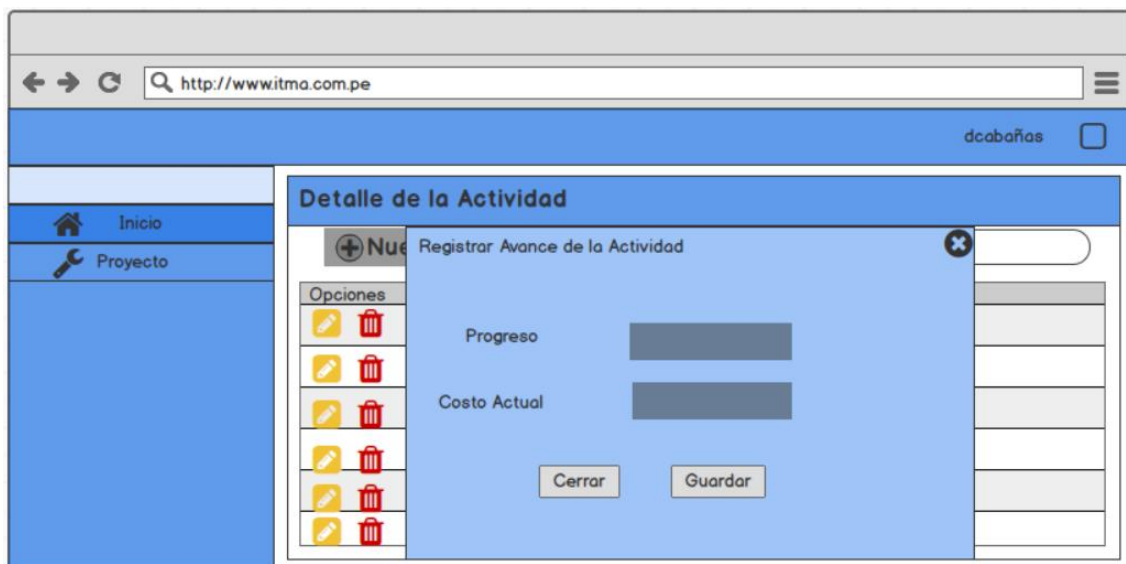 http://www.itma.com.pe
dcabañas
Inicio
Proyecto
Detalle de la Actividad
Nue
Registrar Avance de la Actividad
Opciones
Progreso
Costo Actual
Cerrar
Guardar